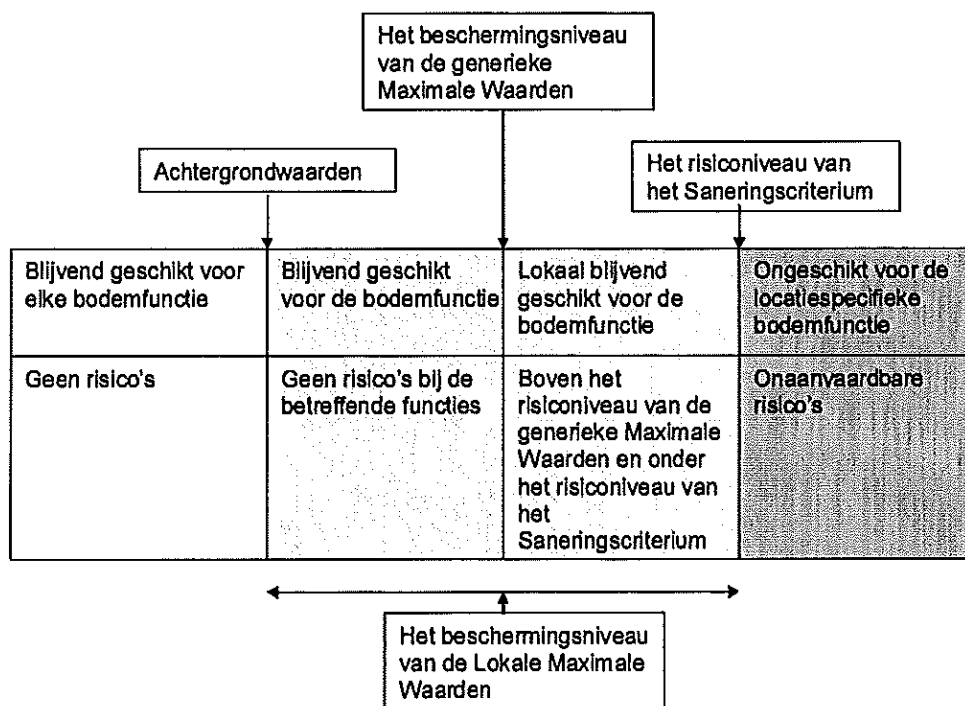 Het beschermingsniveau
van de generieke
Maximale Waarden
Achtergrondwaarden
Het risiconiveau van
het Saneringscriterium
Blijvend geschikt voor
elke bodemfunctie
Blijvend geschikt
voor de bodemfunctie
Lokaal blijvend
geschikt voor de
bodemfunctie
Ongeschikt voor de
locatiespecifieke
bodemfunctie
Geen risico's
Geen risico's bij de
betreffende functies
Boven het
risiconiveau van de
generieke Maximale
Waarden en onder
het risiconiveau van
het
Saneringscriterium
Onaanvaardbare
risico's
Het beschermingsniveau
van de Lokale Maximale
Waarden